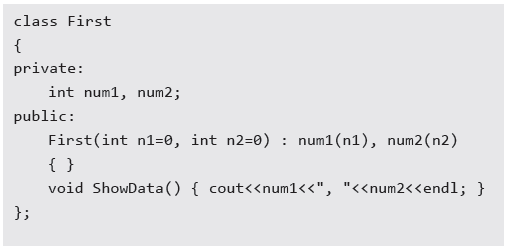 class First
{
private:
    int num1, num2;
public:
    First(int n1=0, int n2=0) : num1(n1), num2(n2)
    { }
    void ShowData() { cout<<num1<<", "<<num2<<endl; }
};